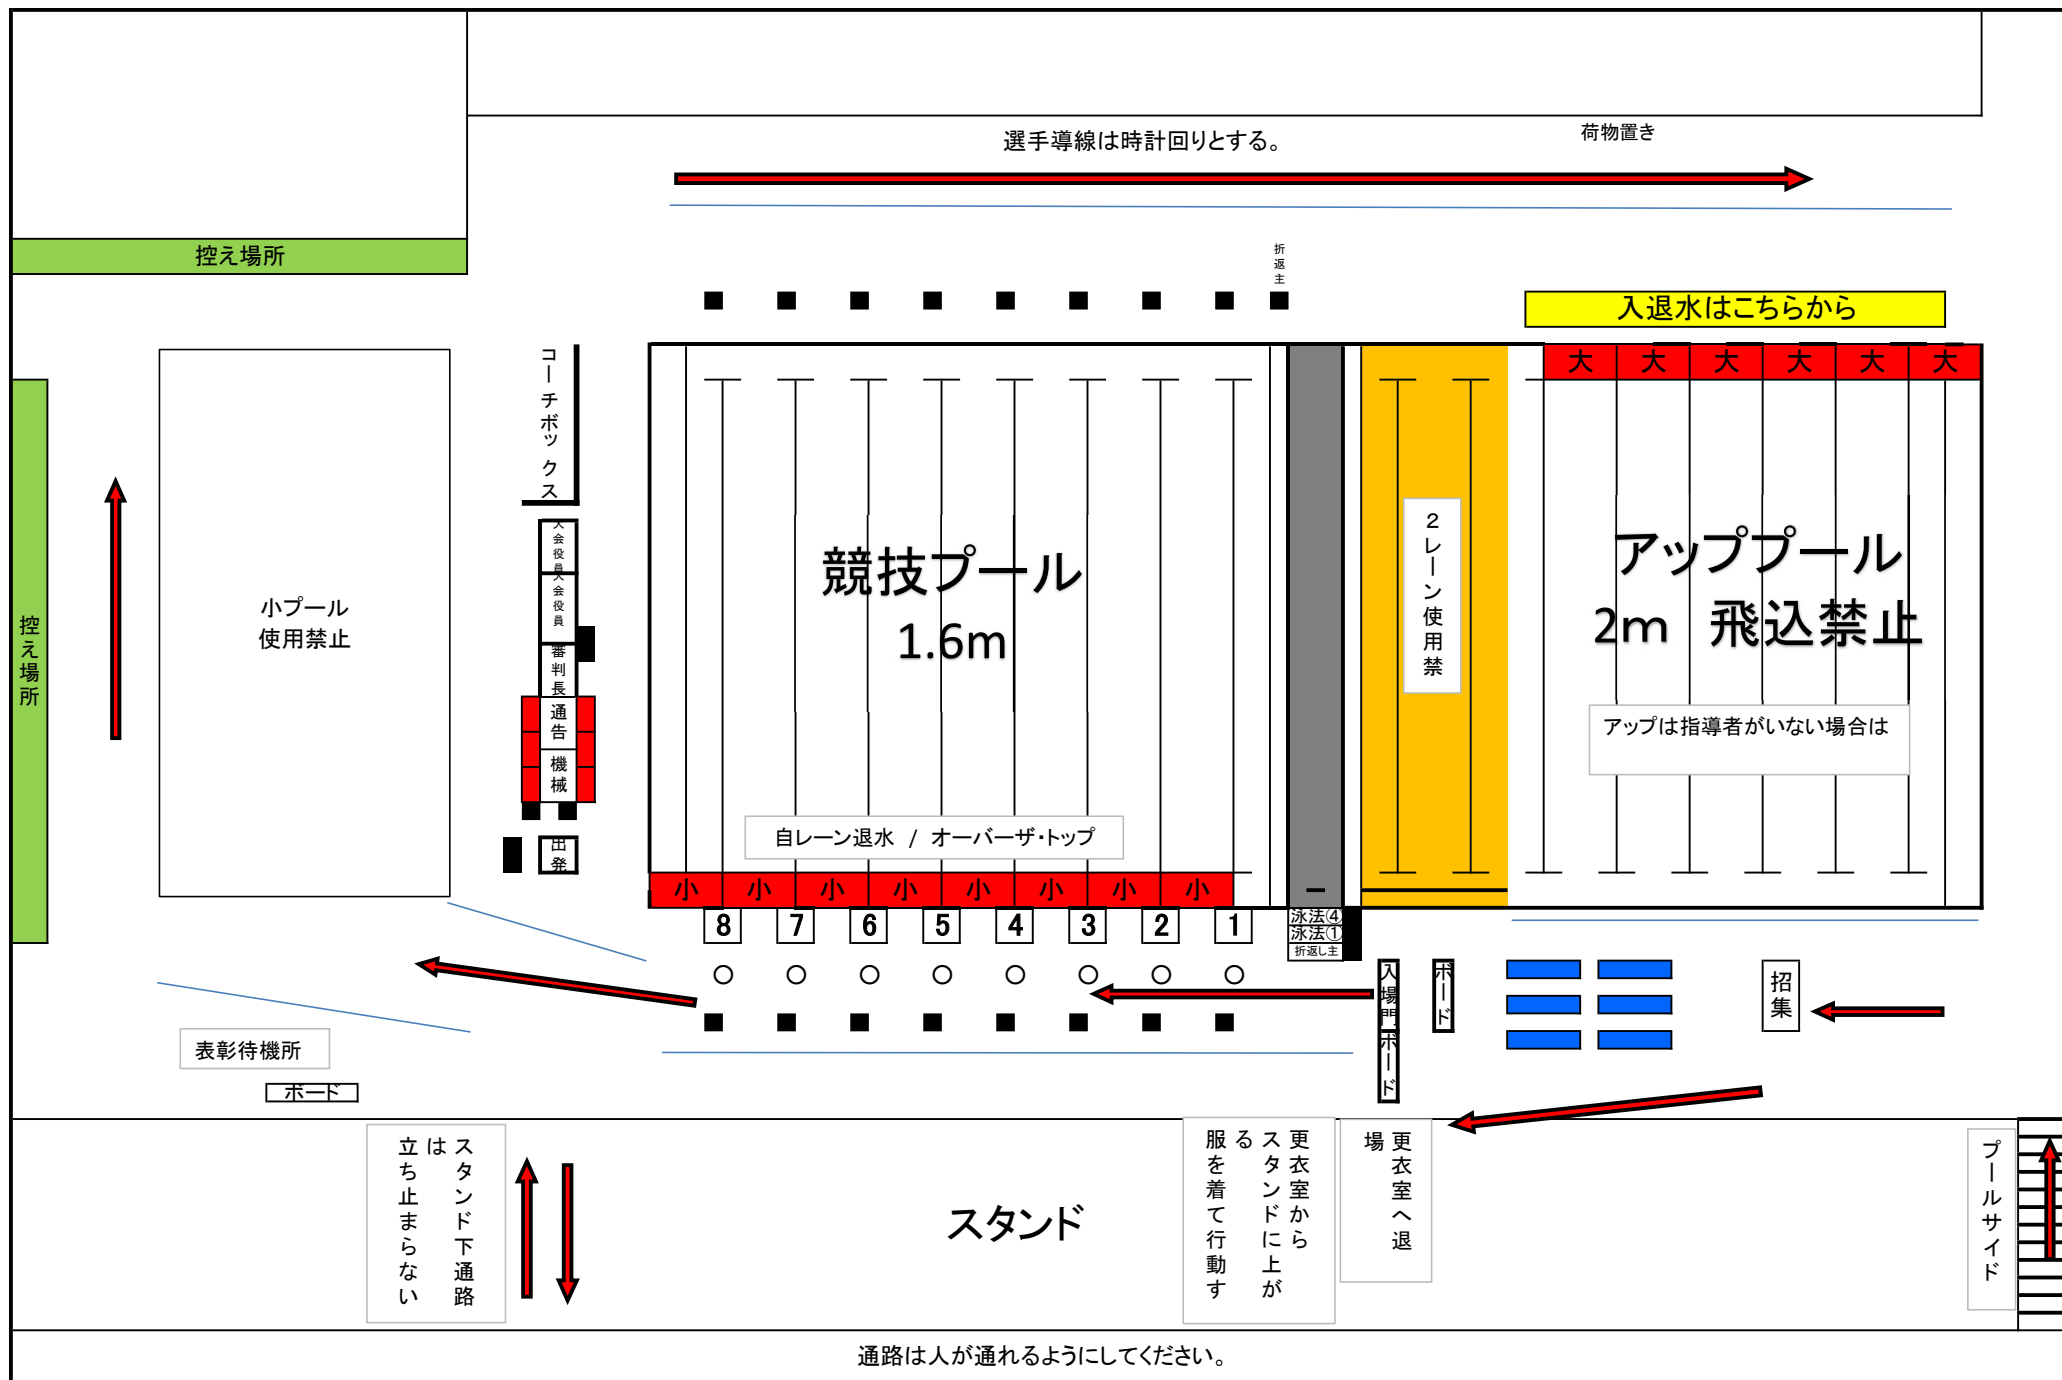 選手導線は時計回りとする。
荷物置き
控え場所
折返主
入退水はこちらから
コーチボックス
大 大 大 大 大 大
控え場所
小プール
使用禁止
大会役員
大会役員
審判長
通告
機械
出発
競技プール
1.6m
2レーン使用禁
アッププール
2m 飛込禁止
アップは指導者がいない場合は
自レーン退水 / オーバーザ・トップ
小 小 小 小 小 小 小 小
8 7 6 5 4 3 2 1
泳法④
泳法①
折返し主
入場門
ボード
ボード
招集
表彰待機所
ボード
スタンド下通路
は
立ち止まらない
スタンド
更衣室から
スタンドに上が
る
服を着て行動す
更衣室へ退
場
プールサイド
通路は人が通れるようにしてください。